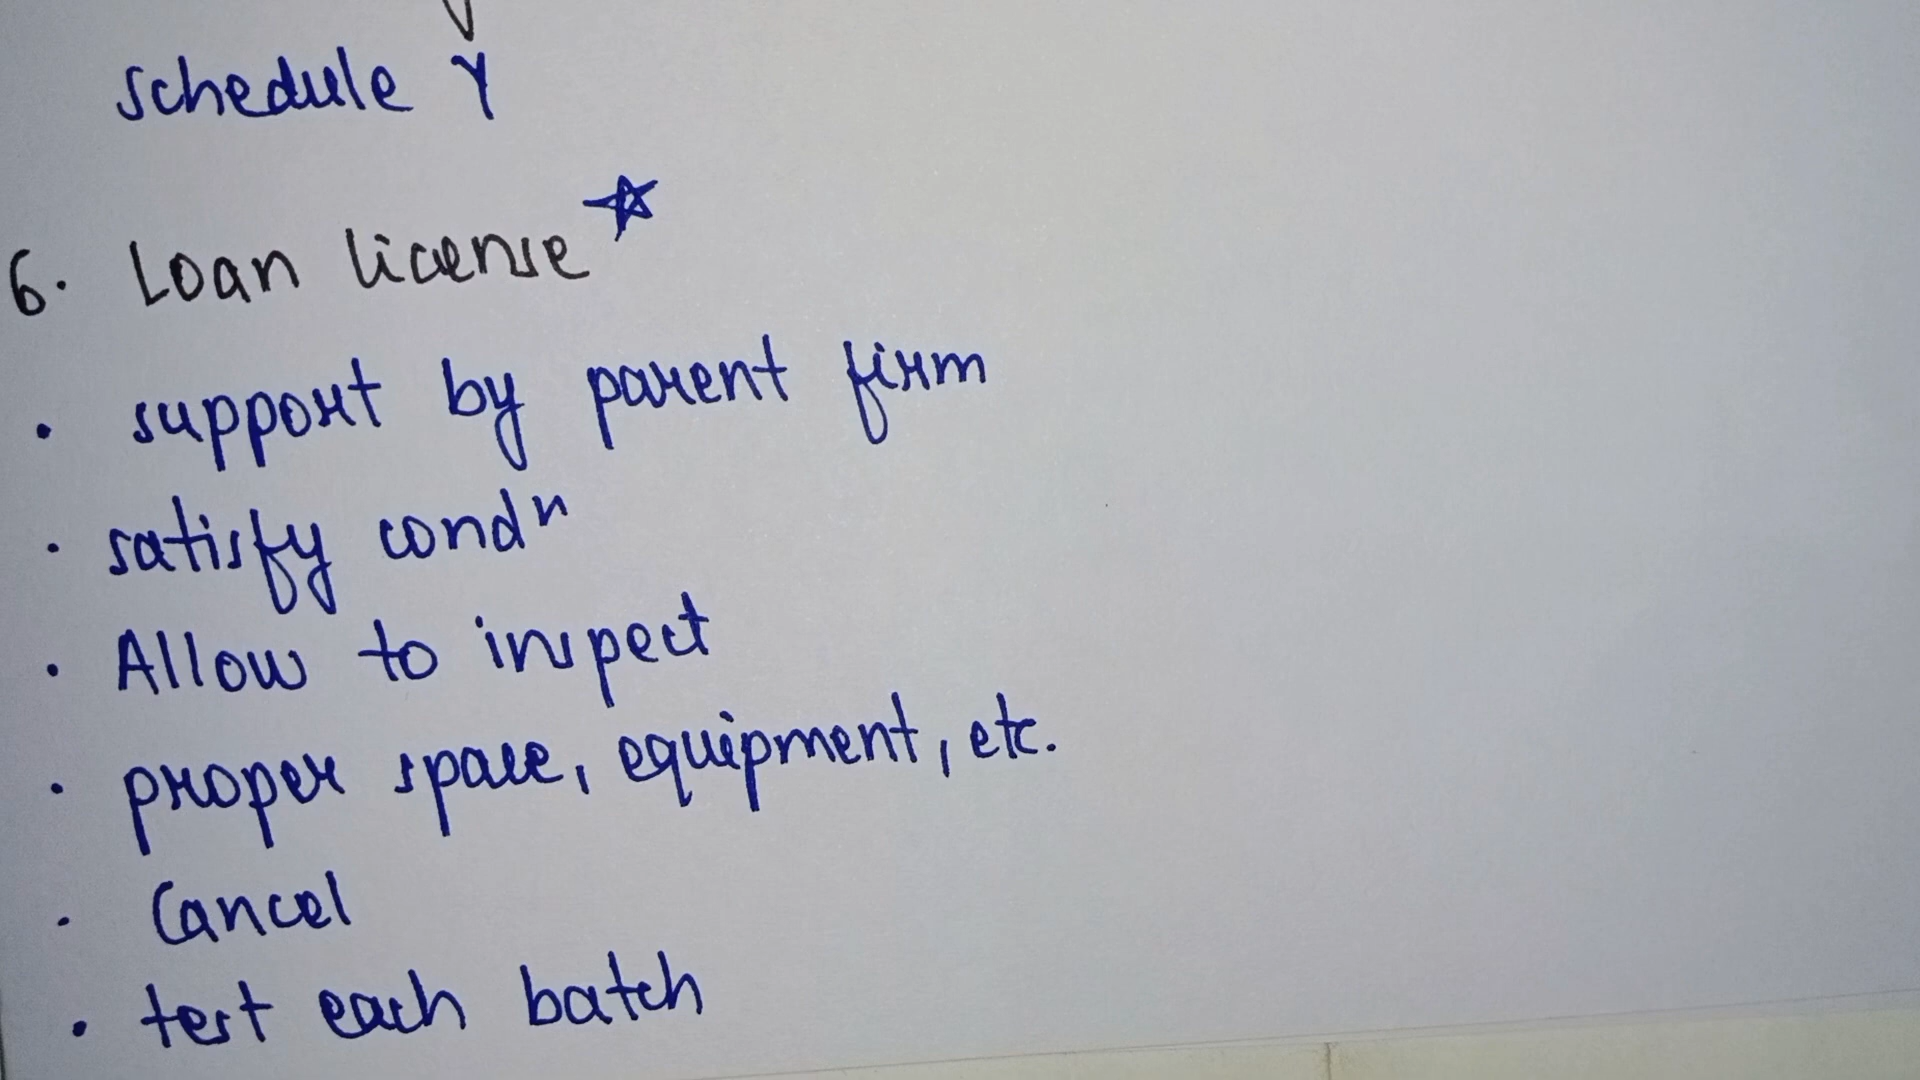 schedule Y
6. Loan license ☆
• support by parent firm
• satisfy condⁿ
• Allow to inspect
• proper space, equipment, etc.
• Cancel
• test each batch